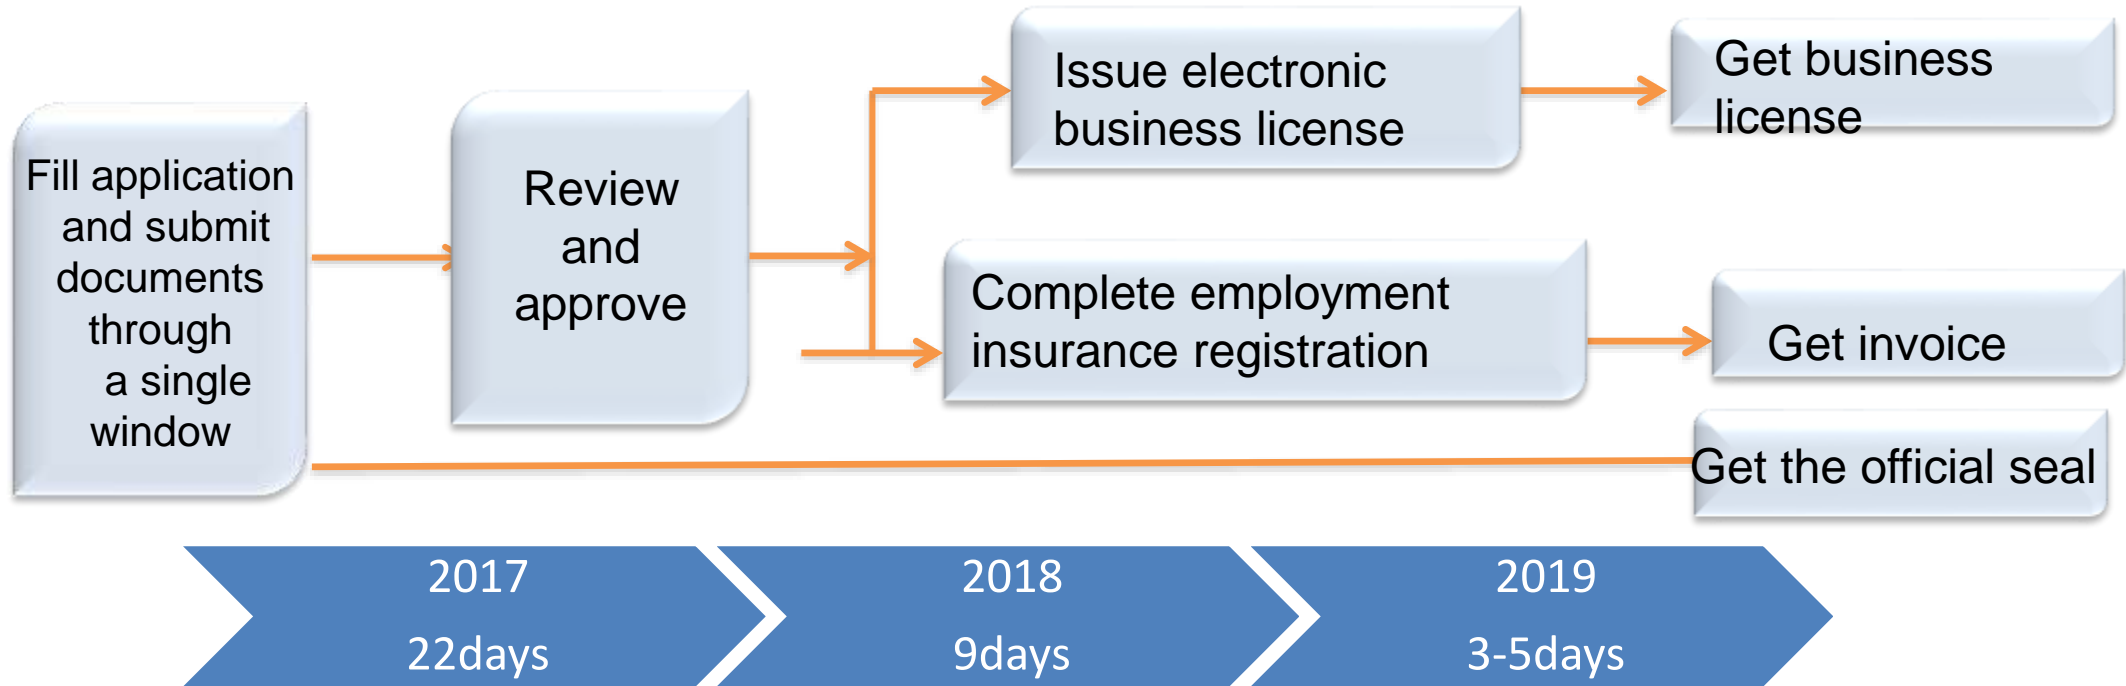 Fill application
and submit
documents
through
a single
window
Review
and
approve
Issue electronic
business license
Get business
license
Complete employment
insurance registration
Get invoice
Get the official seal
2017
22days
2018
9days
2019
3-5days